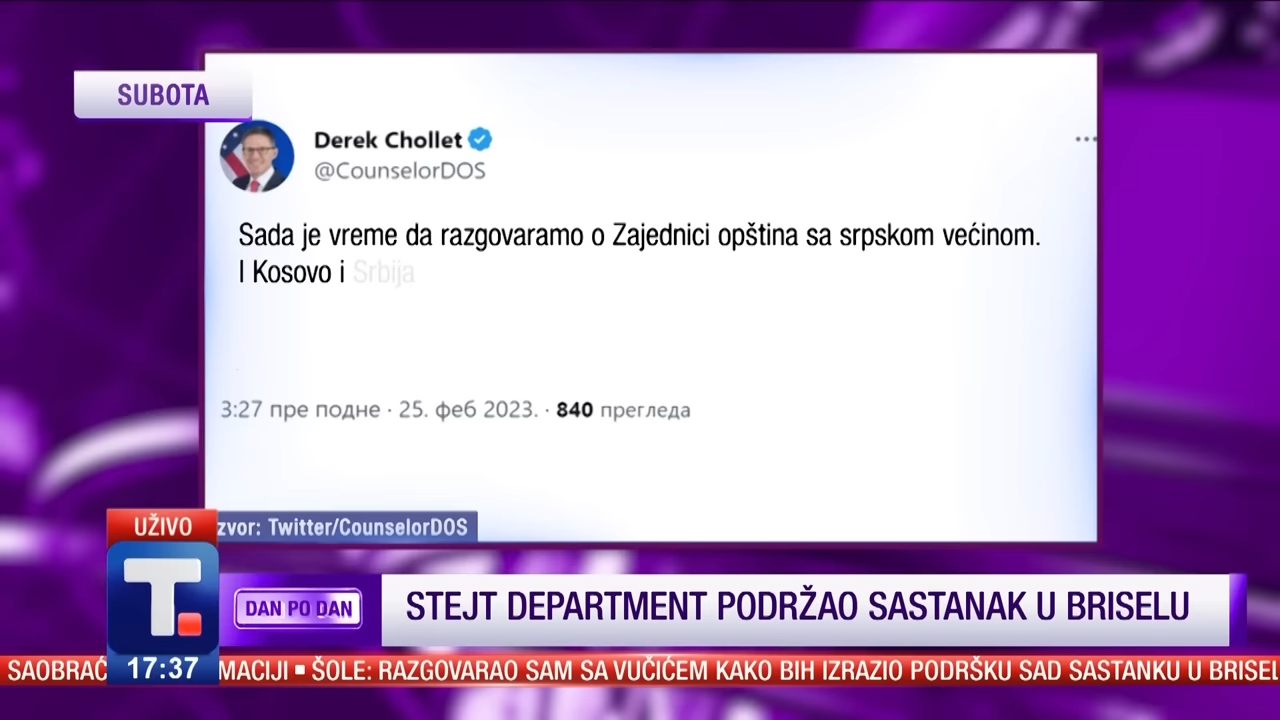 SUBOTA
Derek Chollet
@CounselorDOS
Sada je vreme da razgovaramo o Zajednici opština sa srpskom većinom.
I Kosovo i Srbija
3:27 пре подне · 25. феб 2023. · 840 прегледа
zvor: Twitter/CounselorDOS
UŽIVO
T.
DAN PO DAN
STEJT DEPARTMENT PODRŽAO SASTANAK U BRISELU
17:37
SAOBRAĆ MACIJI ▪ ŠOLE: RAZGOVARAO SAM SA VUČIĆEM KAKO BIH IZRAZIO PODRŠKU SAD SASTANKU U BRISEL